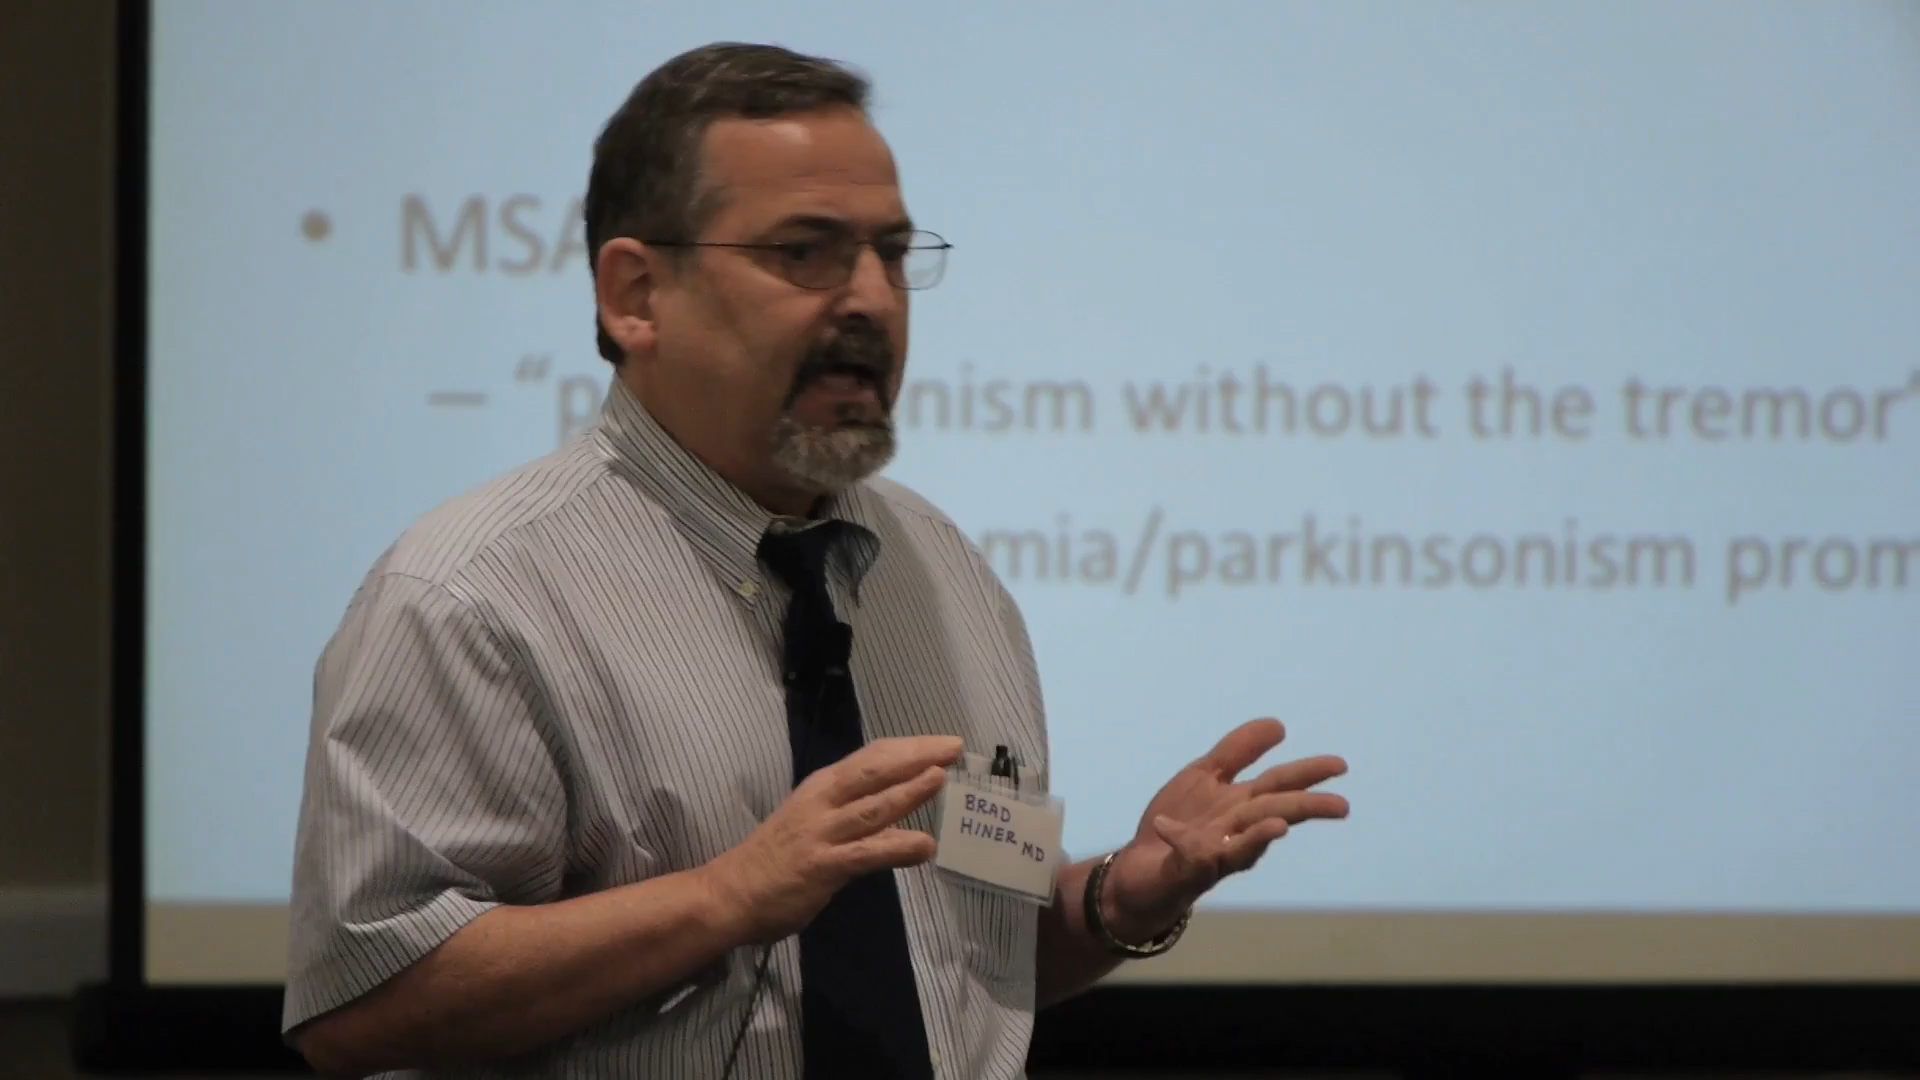 • MSA
– “p nism without the tremor”
mia/parkinsonism prom
BRAD
HINER MD